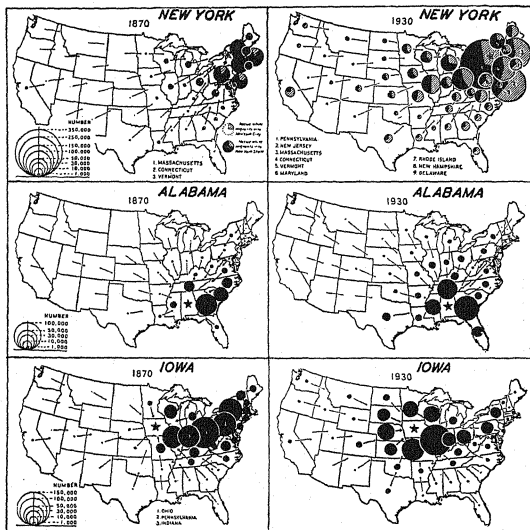 NEW YORK
1870
NUMBER
350,000
250,000
150,000
100,000
50,000
30,000
10,000
1,000
1. MASSACHUSETTS
2. CONNECTICUT
3. VERMONT
NEW YORK
1930
1. PENNSYLVANIA
2. NEW JERSEY
3. MASSACHUSETTS
4. CONNECTICUT
5. VERMONT
6. MARYLAND
7. RHODE ISLAND
8. NEW HAMPSHIRE
9. DELAWARE
ALABAMA
1870
NUMBER
100,000
50,000
30,000
10,000
1,000
ALABAMA
1930
IOWA
1870
NUMBER
150,000
100,000
50,000
30,000
10,000
1,000
1. OHIO
2. PENNSYLVANIA
3. INDIANA
IOWA
1930